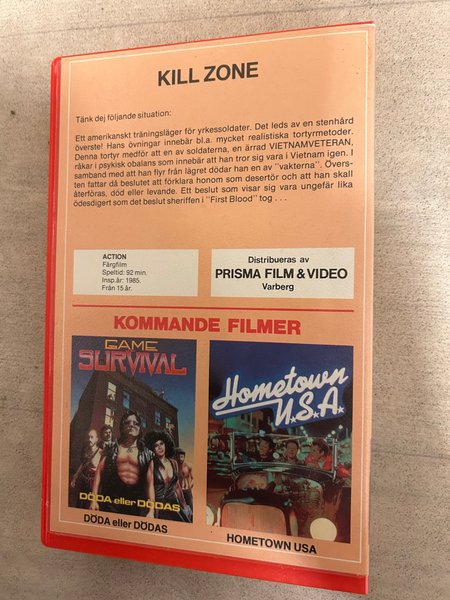 KILL ZONE
Tänk dej följande situation:
Ett amerikanskt träningsläger för yrkessoldater. Det leds av en stenhård
överste! Hans övningar innebär bl.a. mycket realistiska tortyrmetoder.
Denna tortyr medför att en av soldaterna, en ärrad VIETNAMVETERAN,
råkar i psykisk obalans som innebär att han tror sig vara i Vietnam igen. I
samband med att han flyr från lägret dödar han en av "vakterna". Övers-
ten fattar då beslutet att förklara honom som desertör och att han skall
återföras, död eller levande. Ett beslut som visar sig vara ungefär lika
ödesdigert som det beslut sheriffen i "First Blood" tog . . .
ACTION
Färgfilm
Speltid: 92 min.
Insp.år: 1985.
Från 15 år.
Distribueras av
PRISMA FILM & VIDEO
Varberg
KOMMANDE FILMER
GAME
SURVIVAL
DÖDA eller DÖDAS
DÖDA eller DÖDAS
Hometown
U.S.A.
HOMETOWN USA